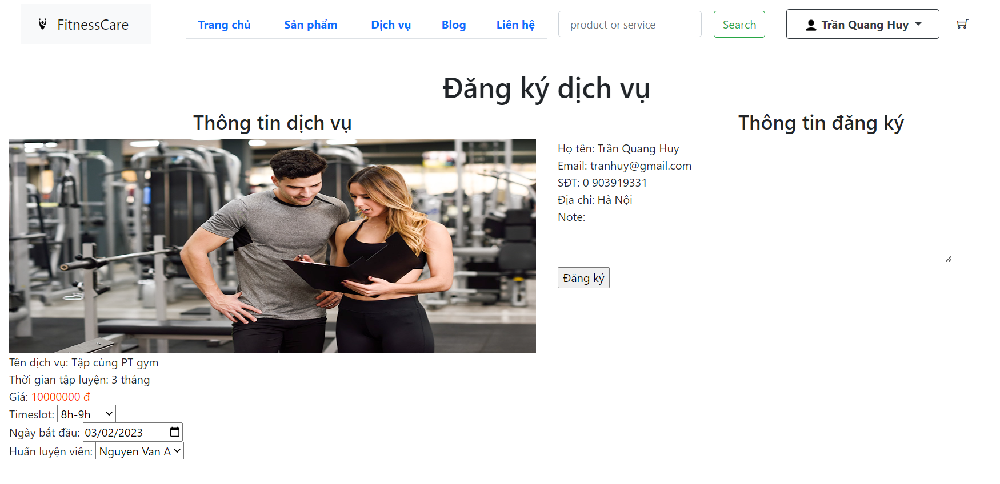 FitnessCare
Trang chủ Sản phẩm Dịch vụ Blog Liên hệ product or service Search Trần Quang Huy
Đăng ký dịch vụ
Thông tin dịch vụ
Tên dịch vụ: Tập cùng PT gym
Thời gian tập luyện: 3 tháng
Giá: 10000000 đ
Timeslot: 8h-9h
Ngày bắt đầu: 03/02/2023
Huấn luyện viên: Nguyen Van A
Thông tin đăng ký
Họ tên: Trần Quang Huy
Email: tranhuy@gmail.com
SĐT: 0 903919331
Địa chỉ: Hà Nội
Note:
Đăng ký